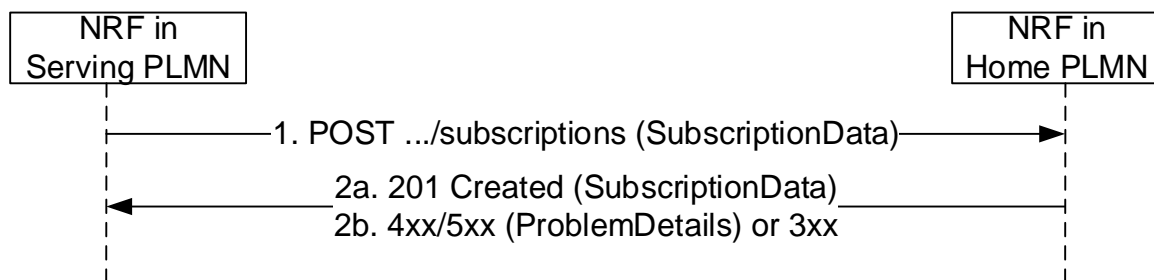 NRF in
Serving PLMN
NRF in
Home PLMN
1. POST .../subscriptions (SubscriptionData)
2a. 201 Created (SubscriptionData)
2b. 4xx/5xx (ProblemDetails) or 3xx